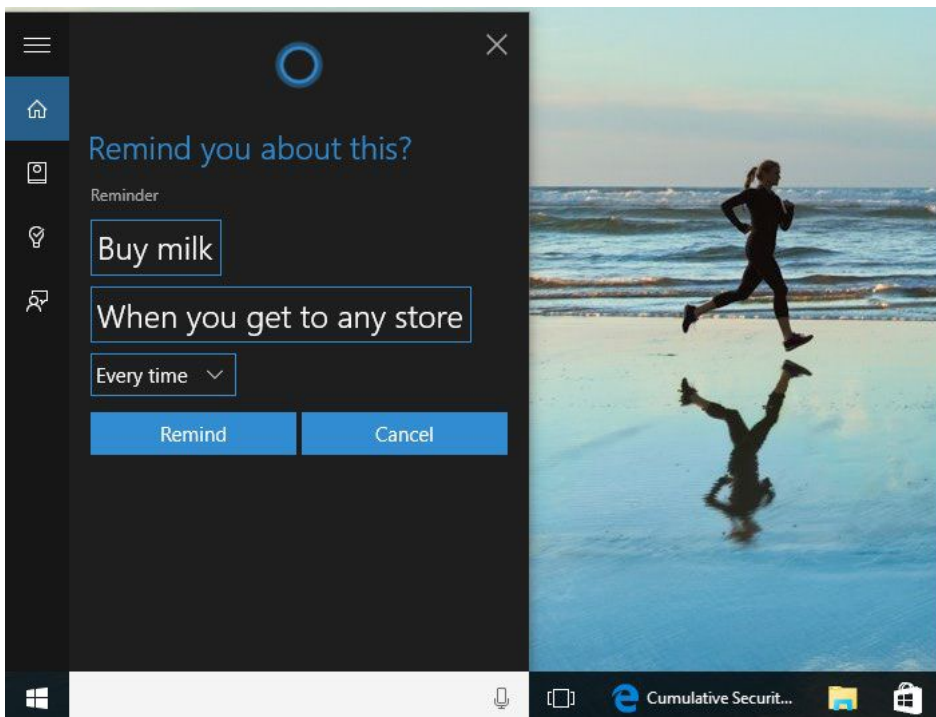 Remind you about this?
Reminder
Buy milk
When you get to any store
Every time
Remind
Cancel
Cumulative Securit...